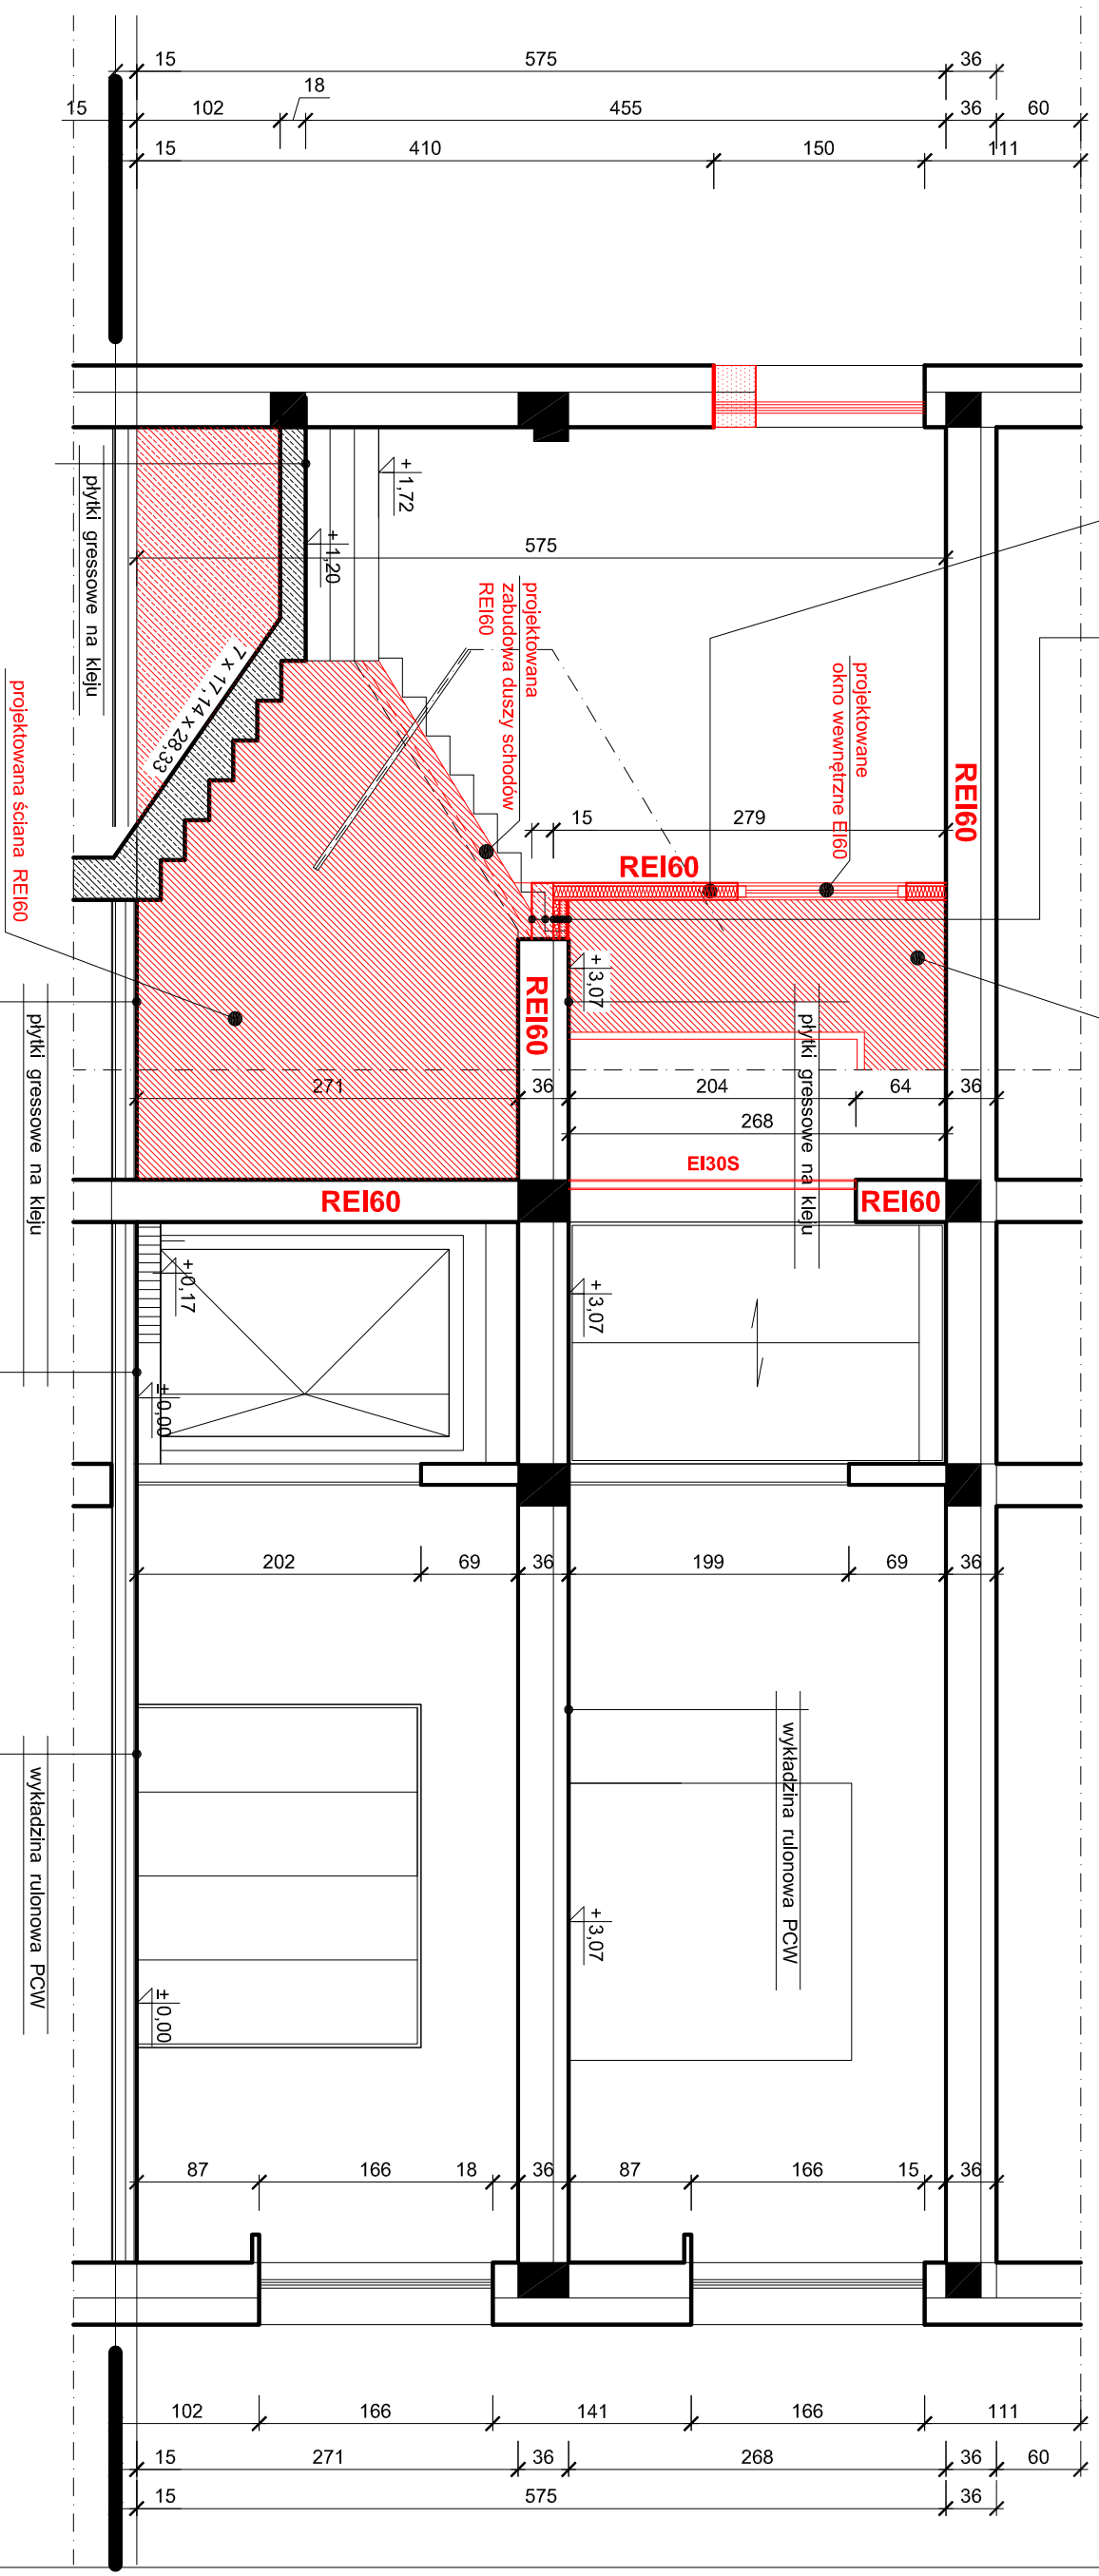 15 575 36
15 102 18 455 36 60
15 410 150 111
+1,72
+1,20
575
płytki gressowe na kleju
7 x 17,14 x 28,33
projektowana
zabudowa duszy schodów
REI60
projektowane
okno wewnętrzne EI60
REI60
15 279
REI60
projektowana ściana REI60
+3,07
REI60
płytki gressowe na kleju
płytki gressowe na kleju
271 36 204 64 36
268
EI30S
REI60
REI60
+0,17
+3,07
±0,00
202 69 36 199 69 36
wykładzina rulonowa PCW
wykładzina rulonowa PCW
+3,07
±0,00
87 166 18 36 87 166 15 36
102 166 141 166 111
15 271 36 268 36 60
15 575 36